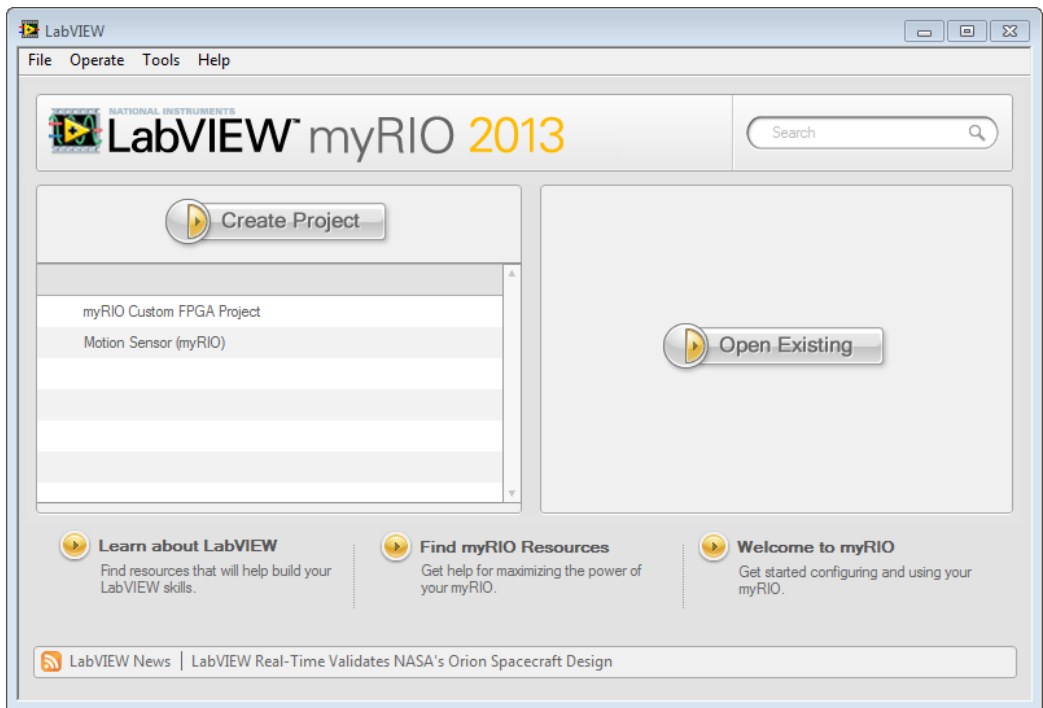 LabVIEW
File Operate Tools Help
NATIONAL INSTRUMENTS
LabVIEW™ myRIO 2013
Search
Create Project
myRIO Custom FPGA Project
Motion Sensor (myRIO)
Open Existing
Learn about LabVIEW
Find resources that will help build your
LabVIEW skills.
Find myRIO Resources
Get help for maximizing the power of
your myRIO.
Welcome to myRIO
Get started configuring and using your
myRIO.
LabVIEW News | LabVIEW Real-Time Validates NASA's Orion Spacecraft Design